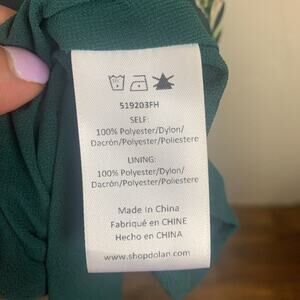 519203FH
SELF:
100% Polyester/Dylon/
Dacrón/Polyester/Poliestere
LINING:
100% Polyester/Dylon/
Dacrón/Polyester/Poliestere
Made In China
Fabriqué en CHINE
Hecho en CHINA
www.shopdolan.com